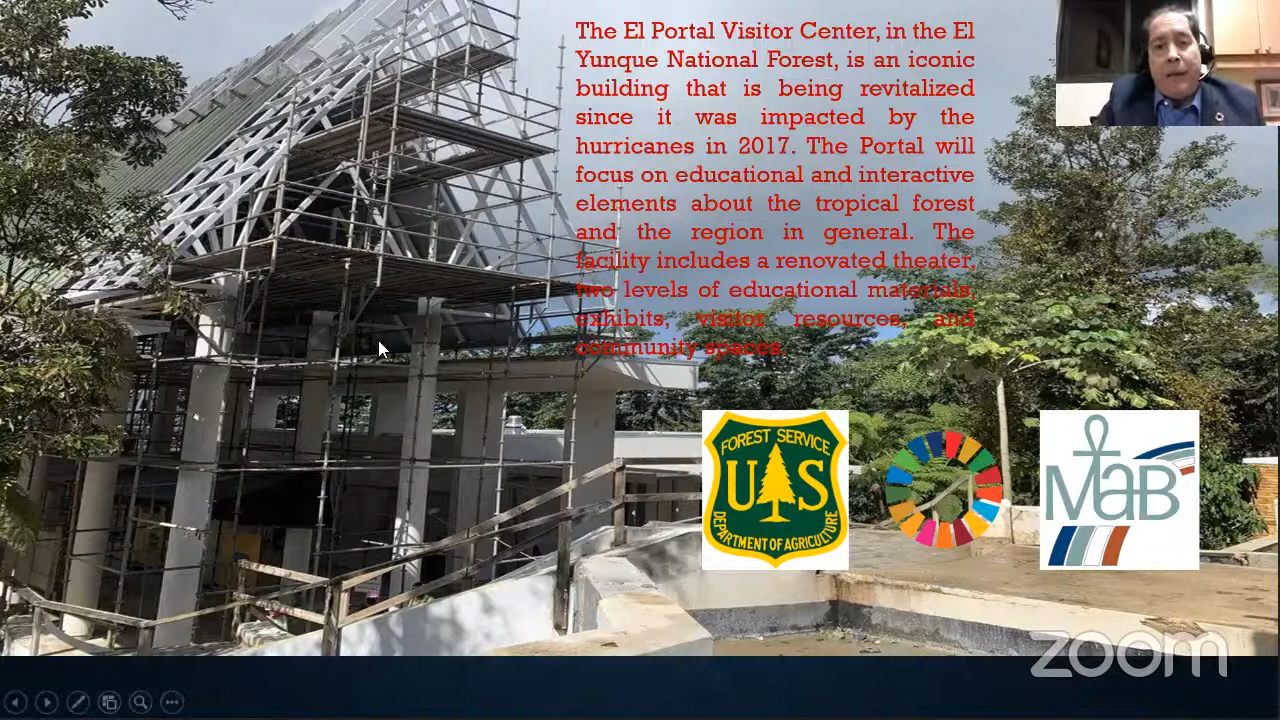 The El Portal Visitor Center, in the El
Yunque National Forest, is an iconic
building that is being revitalized
since it was impacted by the
hurricanes in 2017. The Portal will
focus on educational and interactive
elements about the tropical forest
and the region in general. The
facility includes a renovated theater,
two levels of educational materials,
exhibits, visitor resources, and
community spaces.
FOREST SERVICE
US
DEPARTMENT OF AGRICULTURE
MaB
zoom